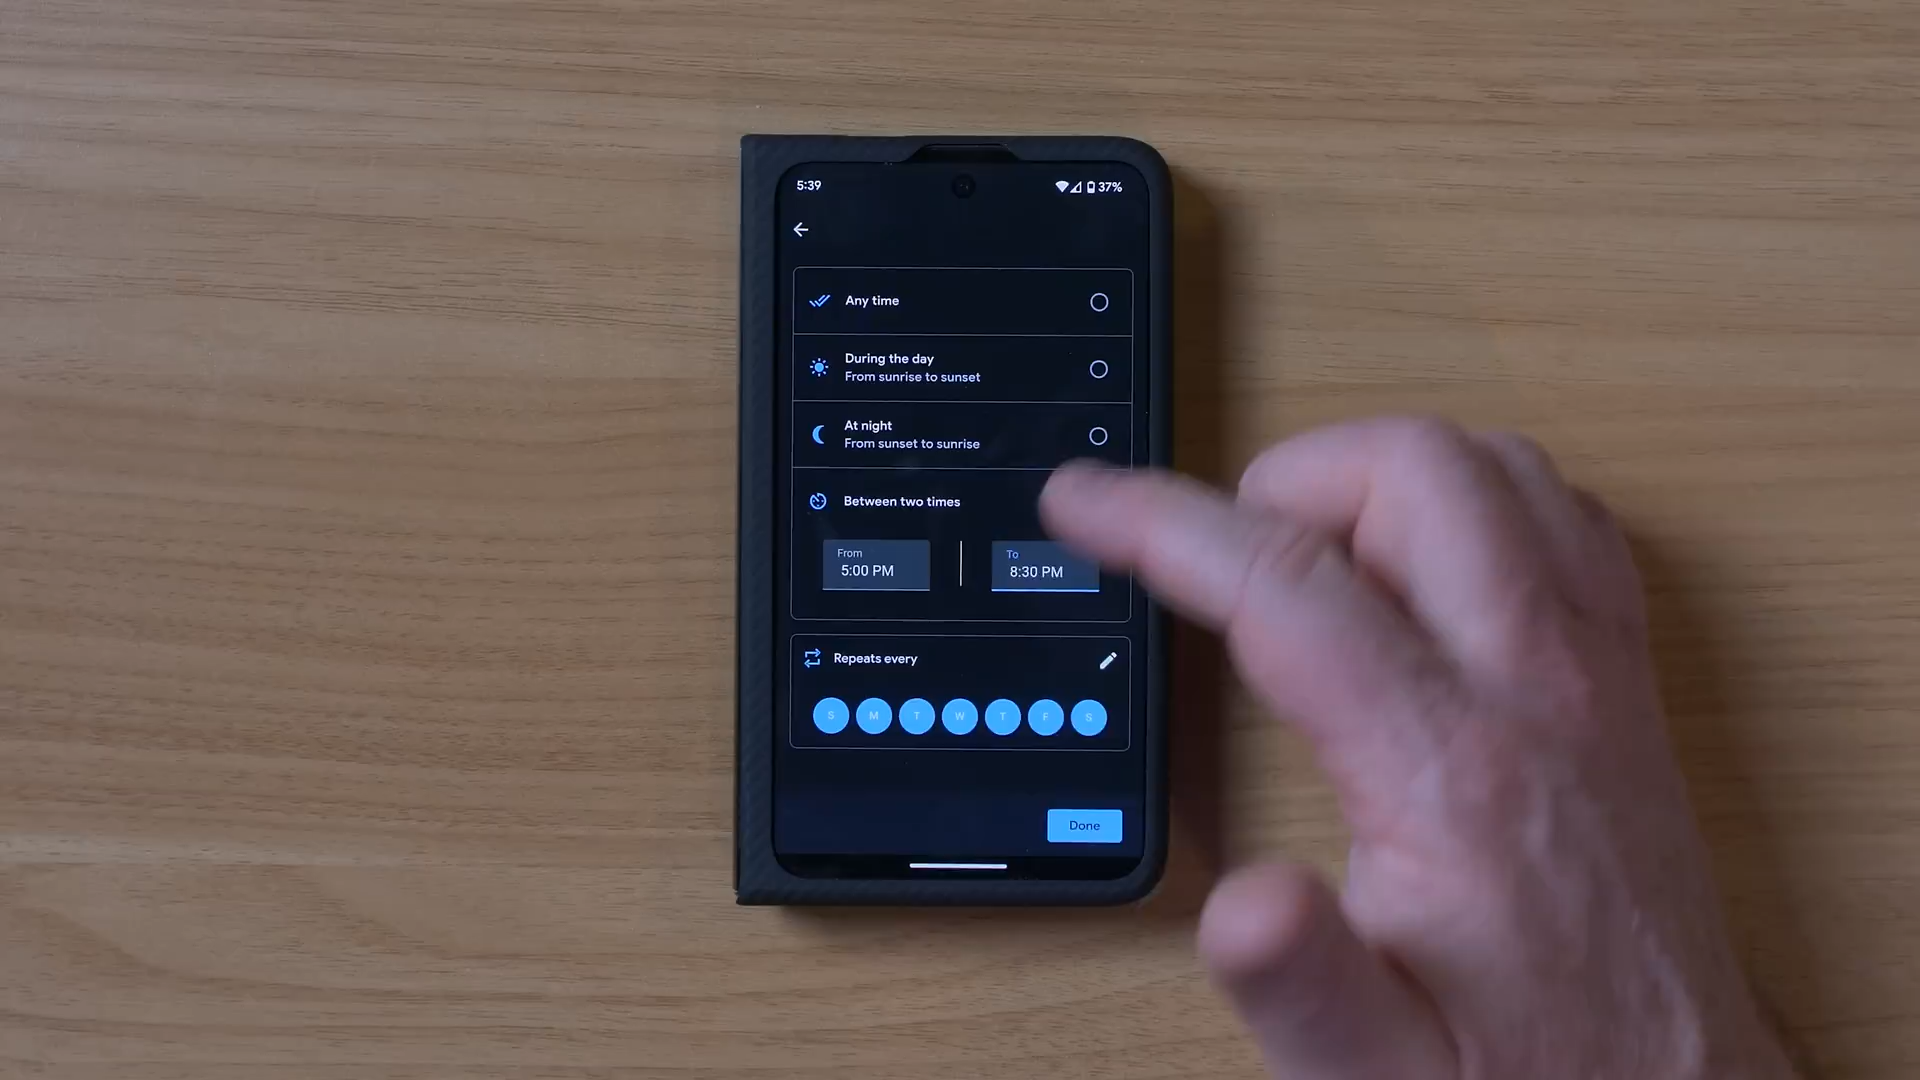 5:39
37%
Any time
During the day
From sunrise to sunset
At night
From sunset to sunrise
Between two times
From
To
5:00 PM
8:30 PM
Repeats every
S M T W T F S
Done